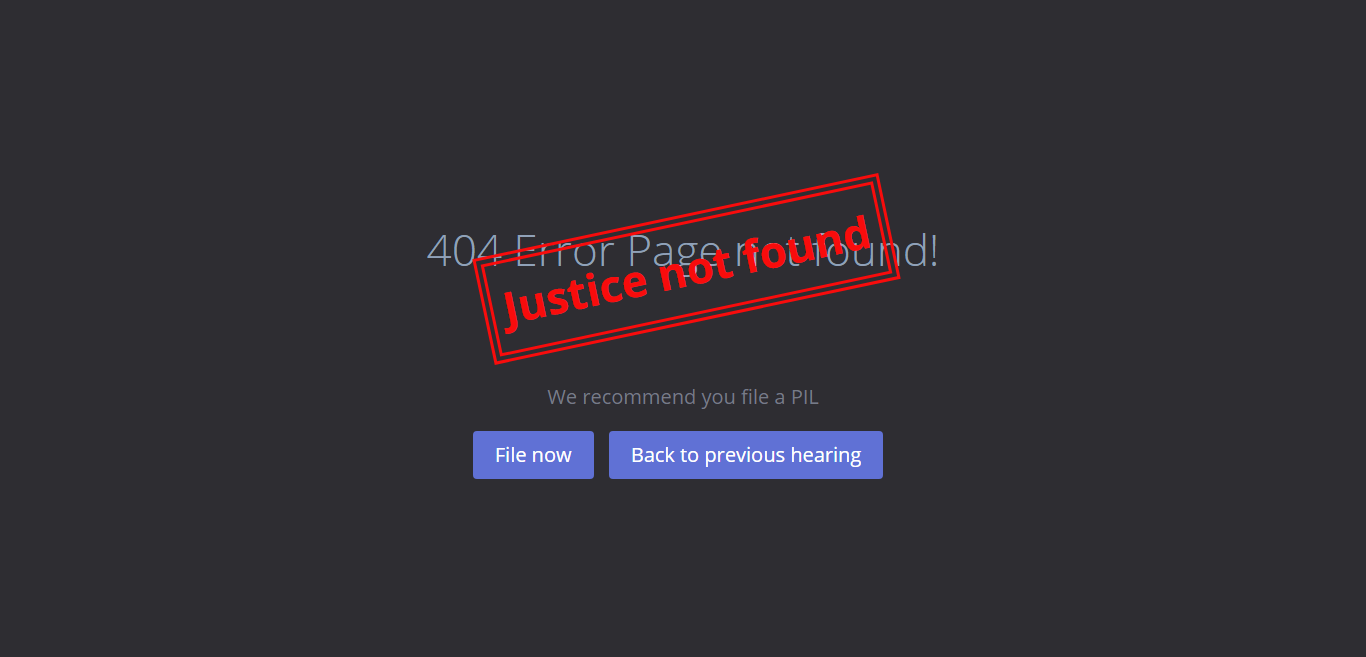 404 Error Page not found!
Justice not found
We recommend you file a PIL
File now
Back to previous hearing